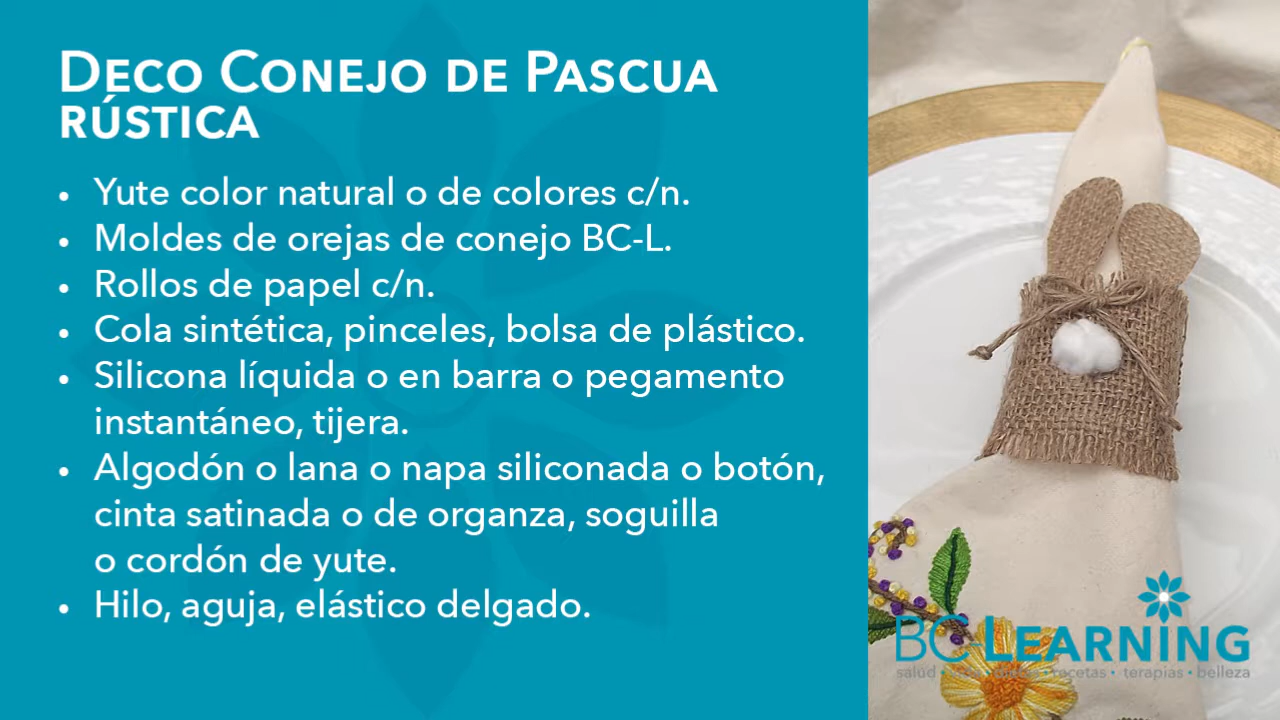 Deco Conejo de Pascua
rústica
• Yute color natural o de colores c/n.
• Moldes de orejas de conejo BC-L.
• Rollos de papel c/n.
• Cola sintética, pinceles, bolsa de plástico.
• Silicona líquida o en barra o pegamento
instantáneo, tijera.
• Algodón o lana o napa siliconada o botón,
cinta satinada o de organza, soguilla
o cordón de yute.
• Hilo, aguja, elástico delgado.
BC-Learning
salud • • • recetas • terapias • belleza